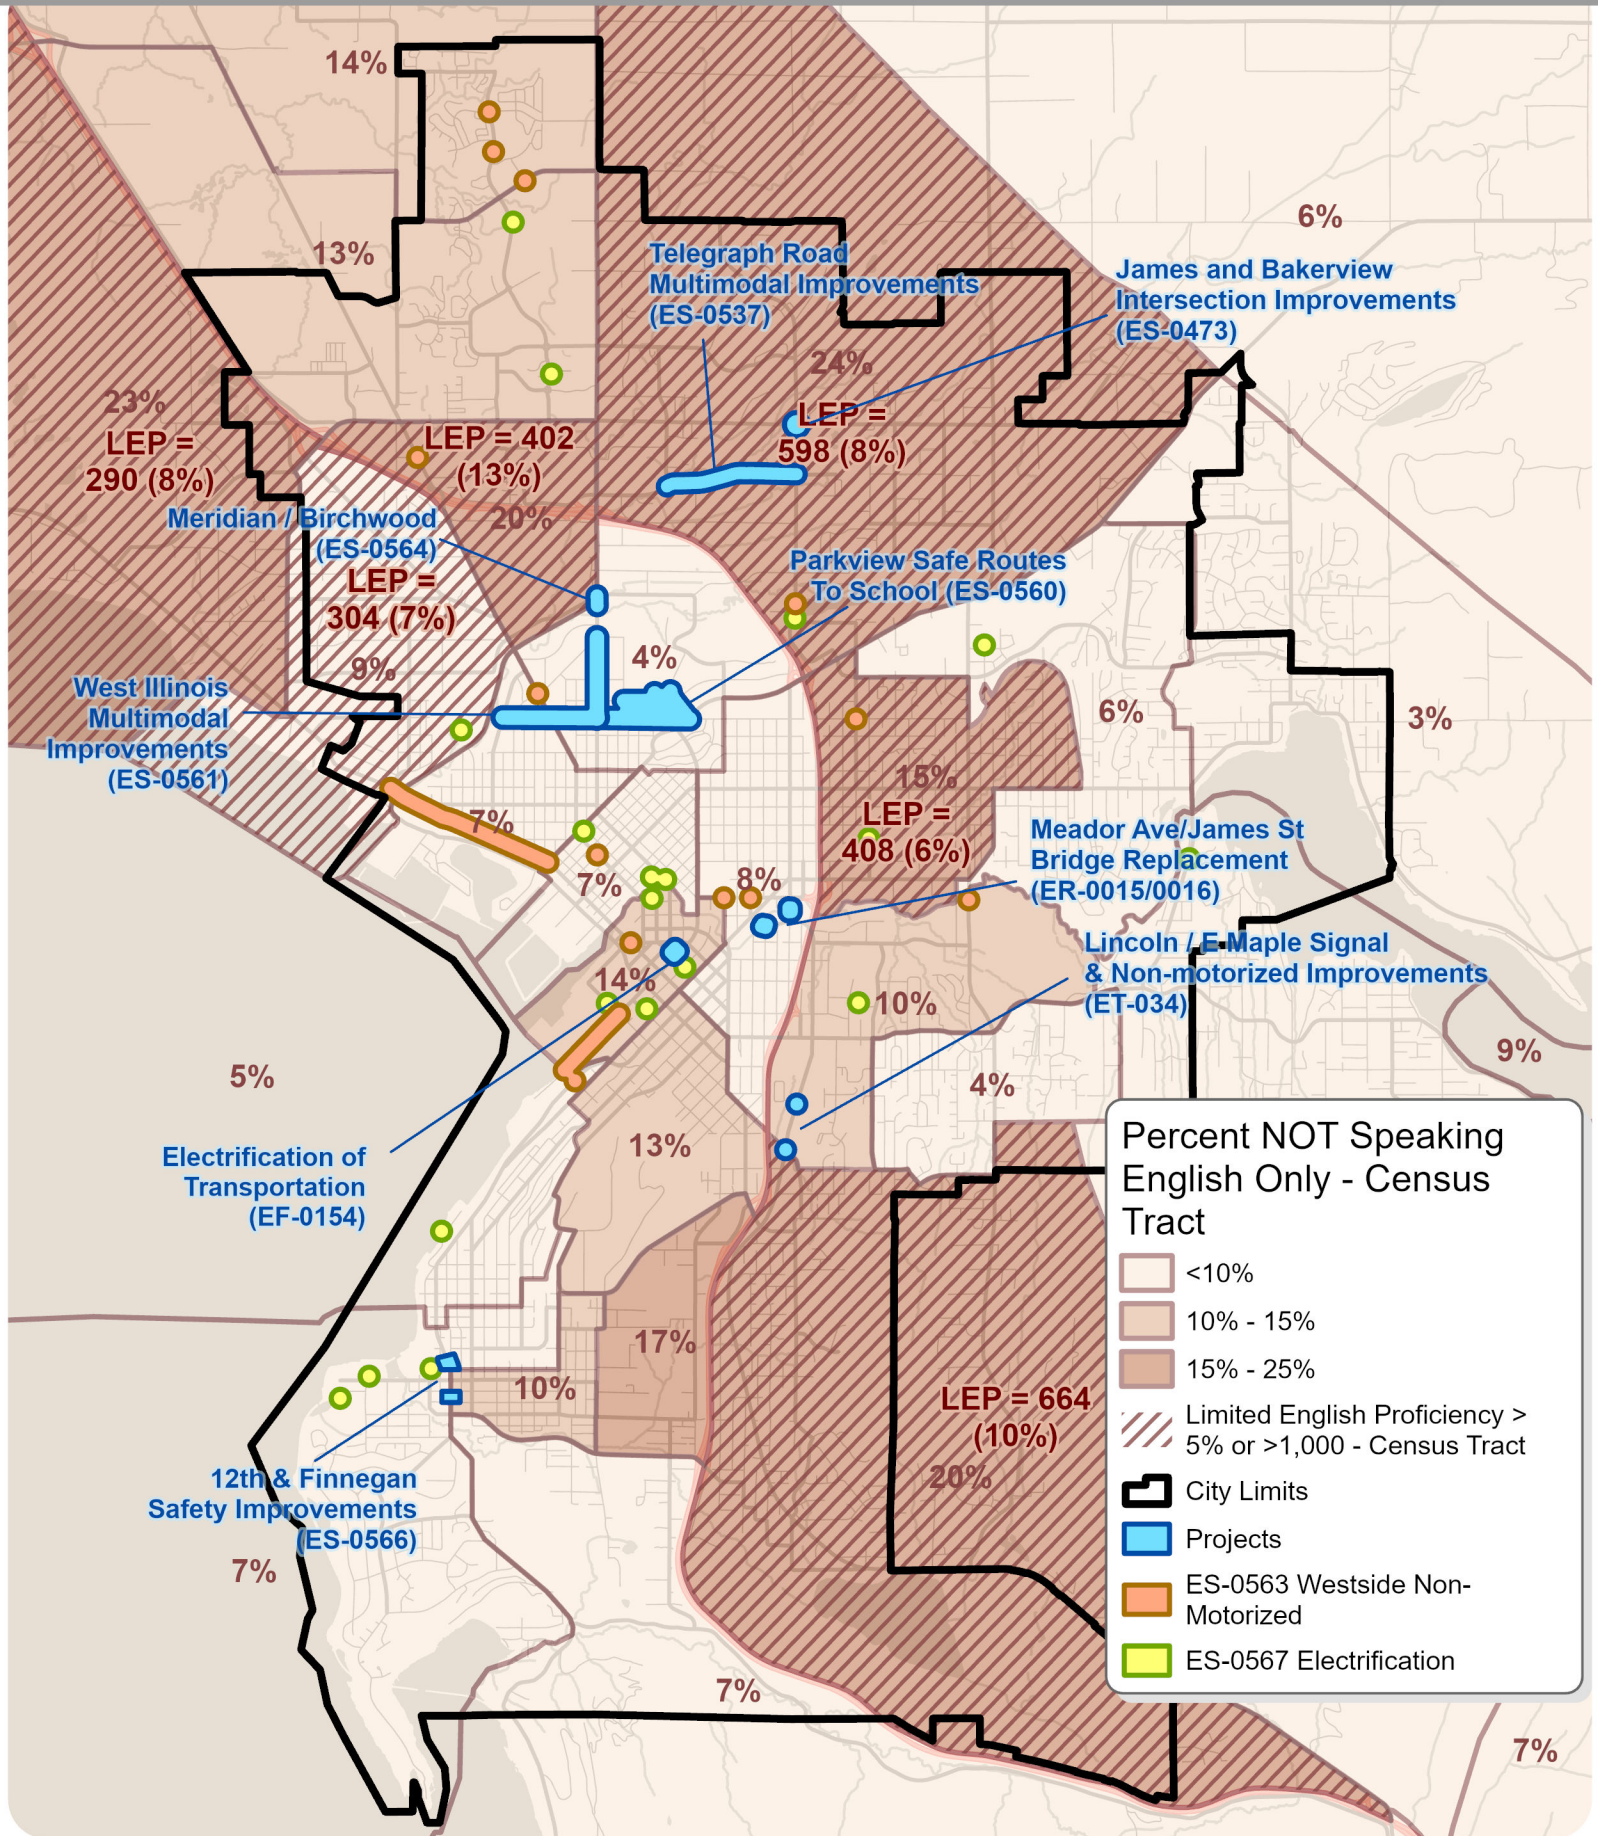 14%
6%
13%
Telegraph Road
Multimodal Improvements
(ES-0537)
James and Bakerview
Intersection Improvements
(ES-0473)
24%
LEP =
598 (8%)
23%
LEP =
290 (8%)
LEP = 402
(13%)
20%
Meridian / Birchwood
(ES-0564)
LEP =
304 (7%)
9%
Parkview Safe Routes
To School (ES-0560)
4%
West Illinois
Multimodal
Improvements
(ES-0561)
6%
3%
15%
LEP =
408 (6%)
7%
7%
8%
Meador Ave/James St
Bridge Replacement
(ER-0015/0016)
Lincoln / E Maple Signal
& Non-motorized Improvements
(ET-034)
14%
10%
5%
9%
4%
13%
Electrification of
Transportation
(EF-0154)
17%
10%
12th & Finnegan
Safety Improvements
(ES-0566)
7%
LEP = 664
(10%)
20%
7%
7%
Percent NOT Speaking
English Only - Census
Tract
<10%
10% - 15%
15% - 25%
Limited English Proficiency >
5% or >1,000 - Census Tract
City Limits
Projects
ES-0563 Westside Non-
Motorized
ES-0567 Electrification